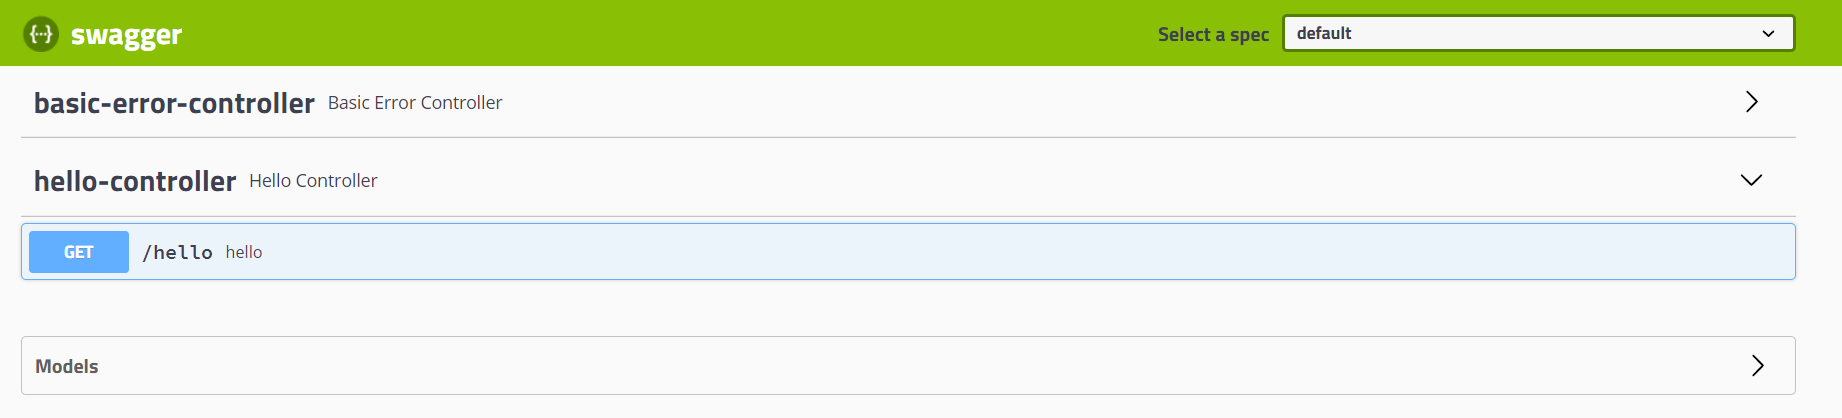 swagger
Select a spec default
basic-error-controller Basic Error Controller
hello-controller Hello Controller
GET /hello hello
Models